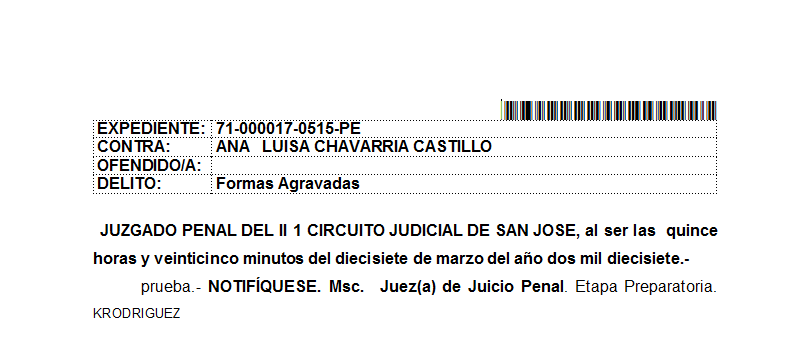 EXPEDIENTE: 71-000017-0515-PE
CONTRA: ANA LUISA CHAVARRIA CASTILLO
OFENDIDO/A:
DELITO: Formas Agravadas
JUZGADO PENAL DEL II 1 CIRCUITO JUDICIAL DE SAN JOSE, al ser las quince
horas y veinticinco minutos del diecisiete de marzo del año dos mil diecisiete.-
prueba.- NOTIFÍQUESE. Msc. Juez(a) de Juicio Penal. Etapa Preparatoria.
KRODRIGUEZ